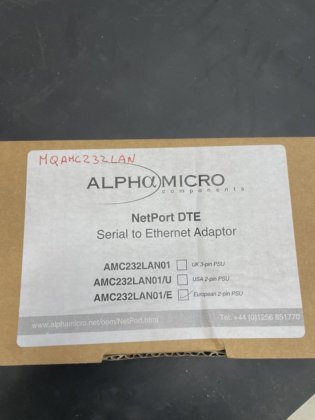 MQAMC232LAN
ALPHαMICRO
components
NetPort DTE
Serial to Ethernet Adaptor
AMC232LAN01 UK 3-pin PSU
AMC232LAN01/U USA 2-pin PSU
AMC232LAN01/E European 2-pin PSU
www.alphamicro.net/oem/NetPort.html Tel: +44 (0)1256 851770